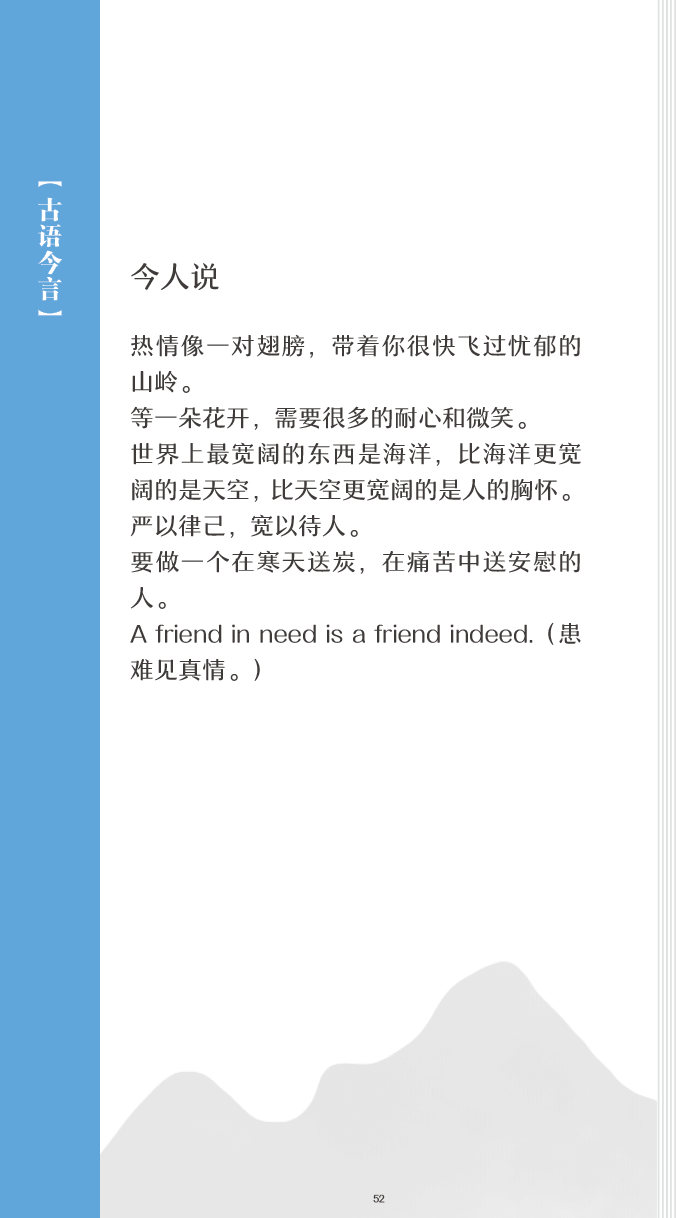 【古语今言】
今人说
热情像一对翅膀，带着你很快飞过忧郁的
山岭。
等一朵花开，需要很多的耐心和微笑。
世界上最宽阔的东西是海洋，比海洋更宽
阔的是天空，比天空更宽阔的是人的胸怀。
严以律己，宽以待人。
要做一个在寒天送炭，在痛苦中送安慰的
人。
A friend in need is a friend indeed.（患
难见真情。）
52